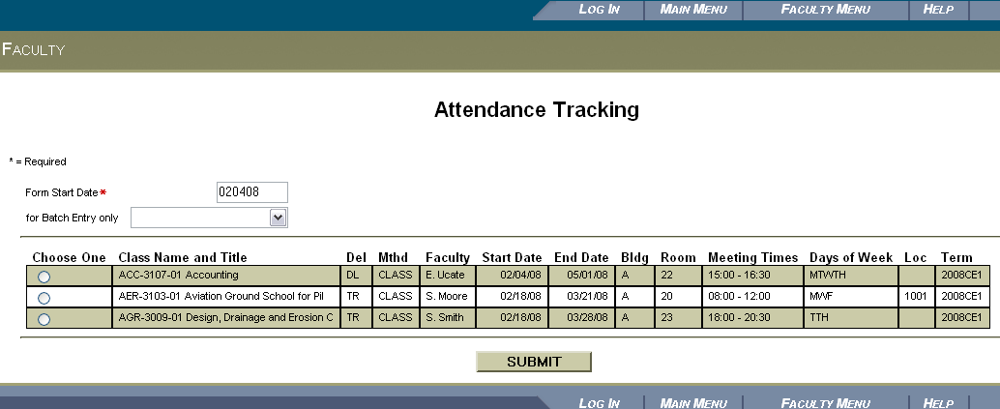 LOG IN MAIN MENU FACULTY MENU HELP
FACULTY
Attendance Tracking
* = Required
Form Start Date* 020408
for Batch Entry only
Choose One Class Name and Title Del Mthd Faculty Start Date End Date Bldg Room Meeting Times Days of Week Loc Term
ACC-3107-01 Accounting DL CLASS E. Ucate 02/04/08 05/01/08 A 22 15:00 - 16:30 MTWTH 2008CE1
AER-3103-01 Aviation Ground School for Pil TR CLASS S. Moore 02/18/08 03/21/08 A 20 08:00 - 12:00 MWF 1001 2008CE1
AGR-3009-01 Design, Drainage and Erosion C TR CLASS S. Smith 02/18/08 03/28/08 A 23 18:00 - 20:30 TTH 2008CE1
SUBMIT
LOG IN MAIN MENU FACULTY MENU HELP